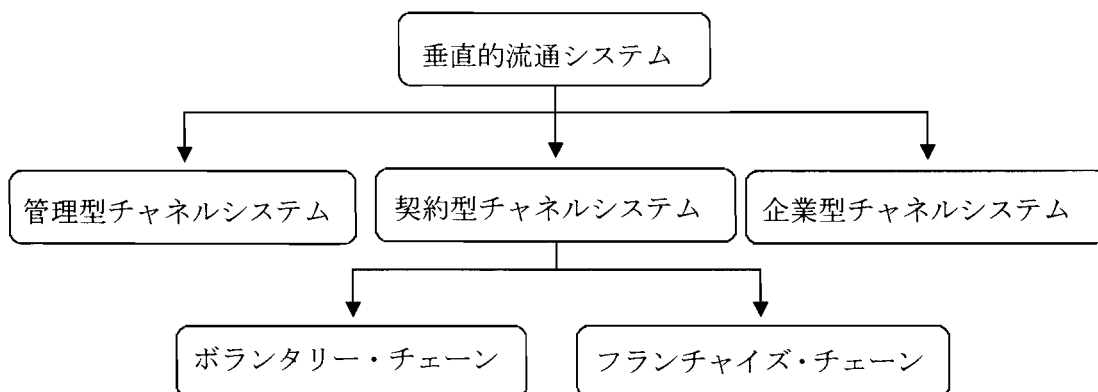 垂直的流通システム
管理型チャネルシステム
契約型チャネルシステム
企業型チャネルシステム
ボランタリー・チェーン
フランチャイズ・チェーン